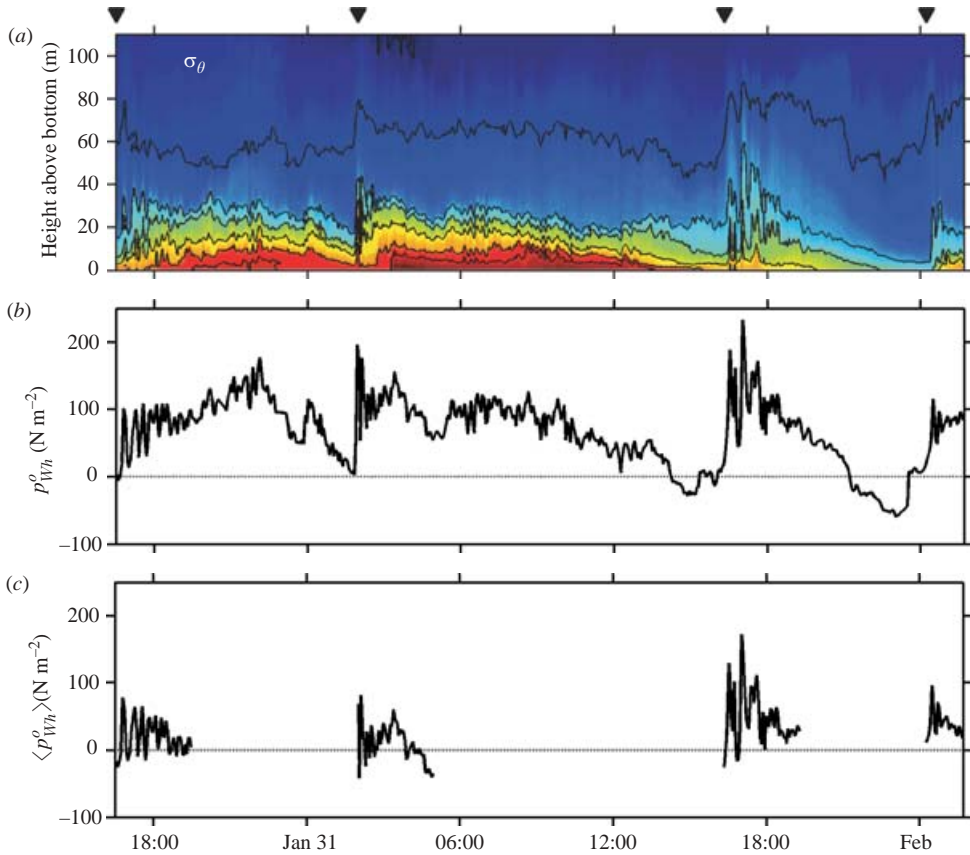 (a)
σθ
Height above bottom (m)
100
80
60
40
20
0
(b)
p^o_Wh (N m⁻²)
200
100
0
–100
(c)
⟨p^o_Wh⟩(N m⁻²)
200
100
0
–100
18:00 Jan 31 06:00 12:00 18:00 Feb